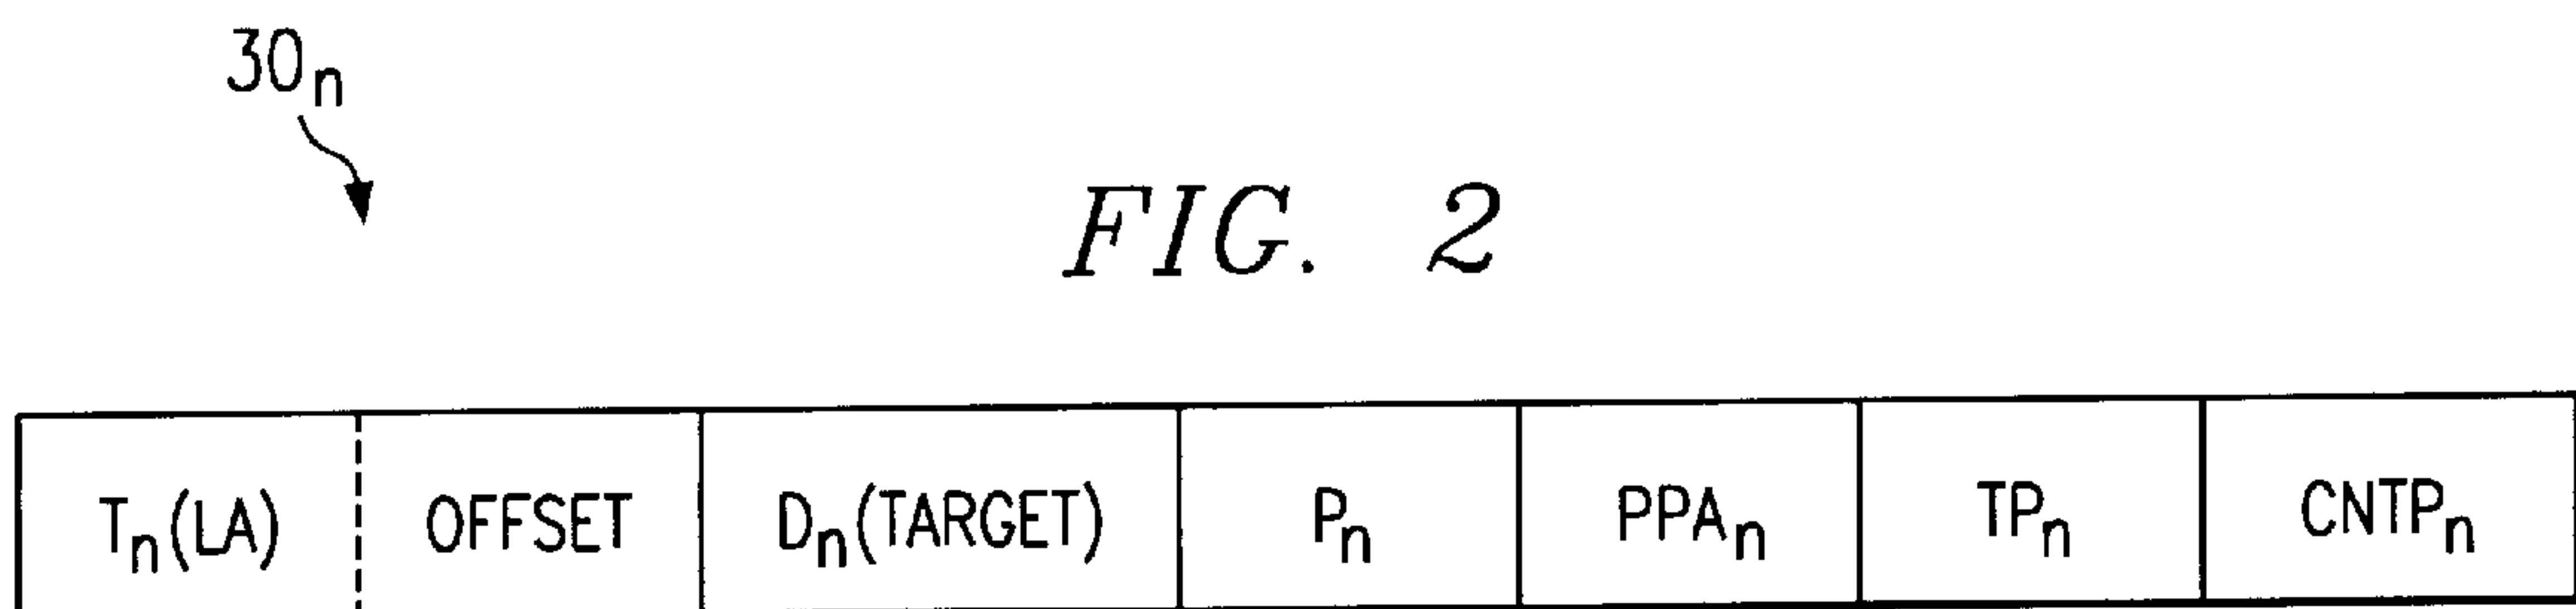 30n
FIG. 2
Tn(LA) OFFSET Dn(TARGET) Pn PPAn TPn CNTPn